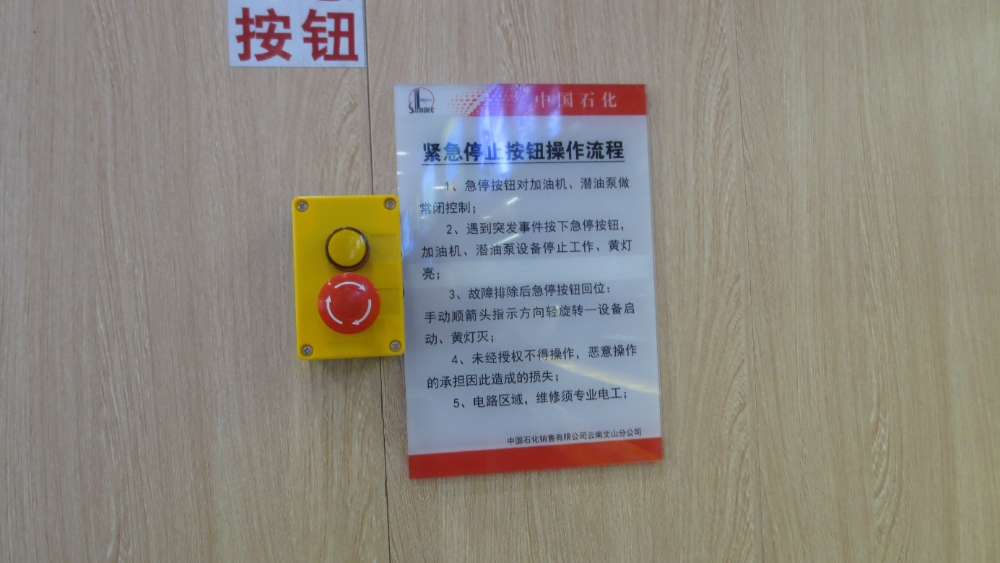 按钮
SINOPEC
中国石化
紧急停止按钮操作流程
1、急停按钮对加油机、潜油泵做
常闭控制；
2、遇到突发事件按下急停按钮，
加油机、潜油泵设备停止工作、黄灯
亮；
3、故障排除后急停按钮回位：
手动顺箭头指示方向轻旋转—设备启
动、黄灯灭；
4、未经授权不得操作，恶意操作
的承担因此造成的损失；
5、电路区域，维修须专业电工；
中国石化销售有限公司云南文山分公司